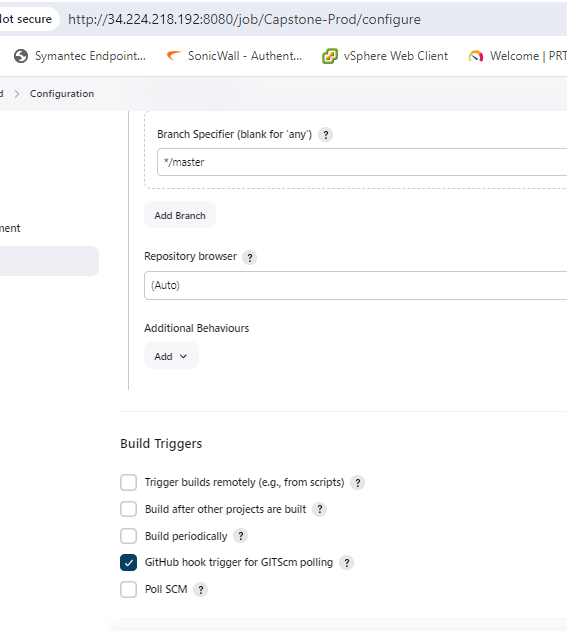 lot secure http://34.224.218.192:8080/job/Capstone-Prod/configure
Symantec Endpoint... SonicWall - Authent... vSphere Web Client Welcome | PRT
d > Configuration
Branch Specifier (blank for 'any') ?
*/master
Add Branch
nent
Repository browser ?
(Auto)
Additional Behaviours
Add
Build Triggers
Trigger builds remotely (e.g., from scripts) ?
Build after other projects are built ?
Build periodically ?
GitHub hook trigger for GITScm polling ?
Poll SCM ?